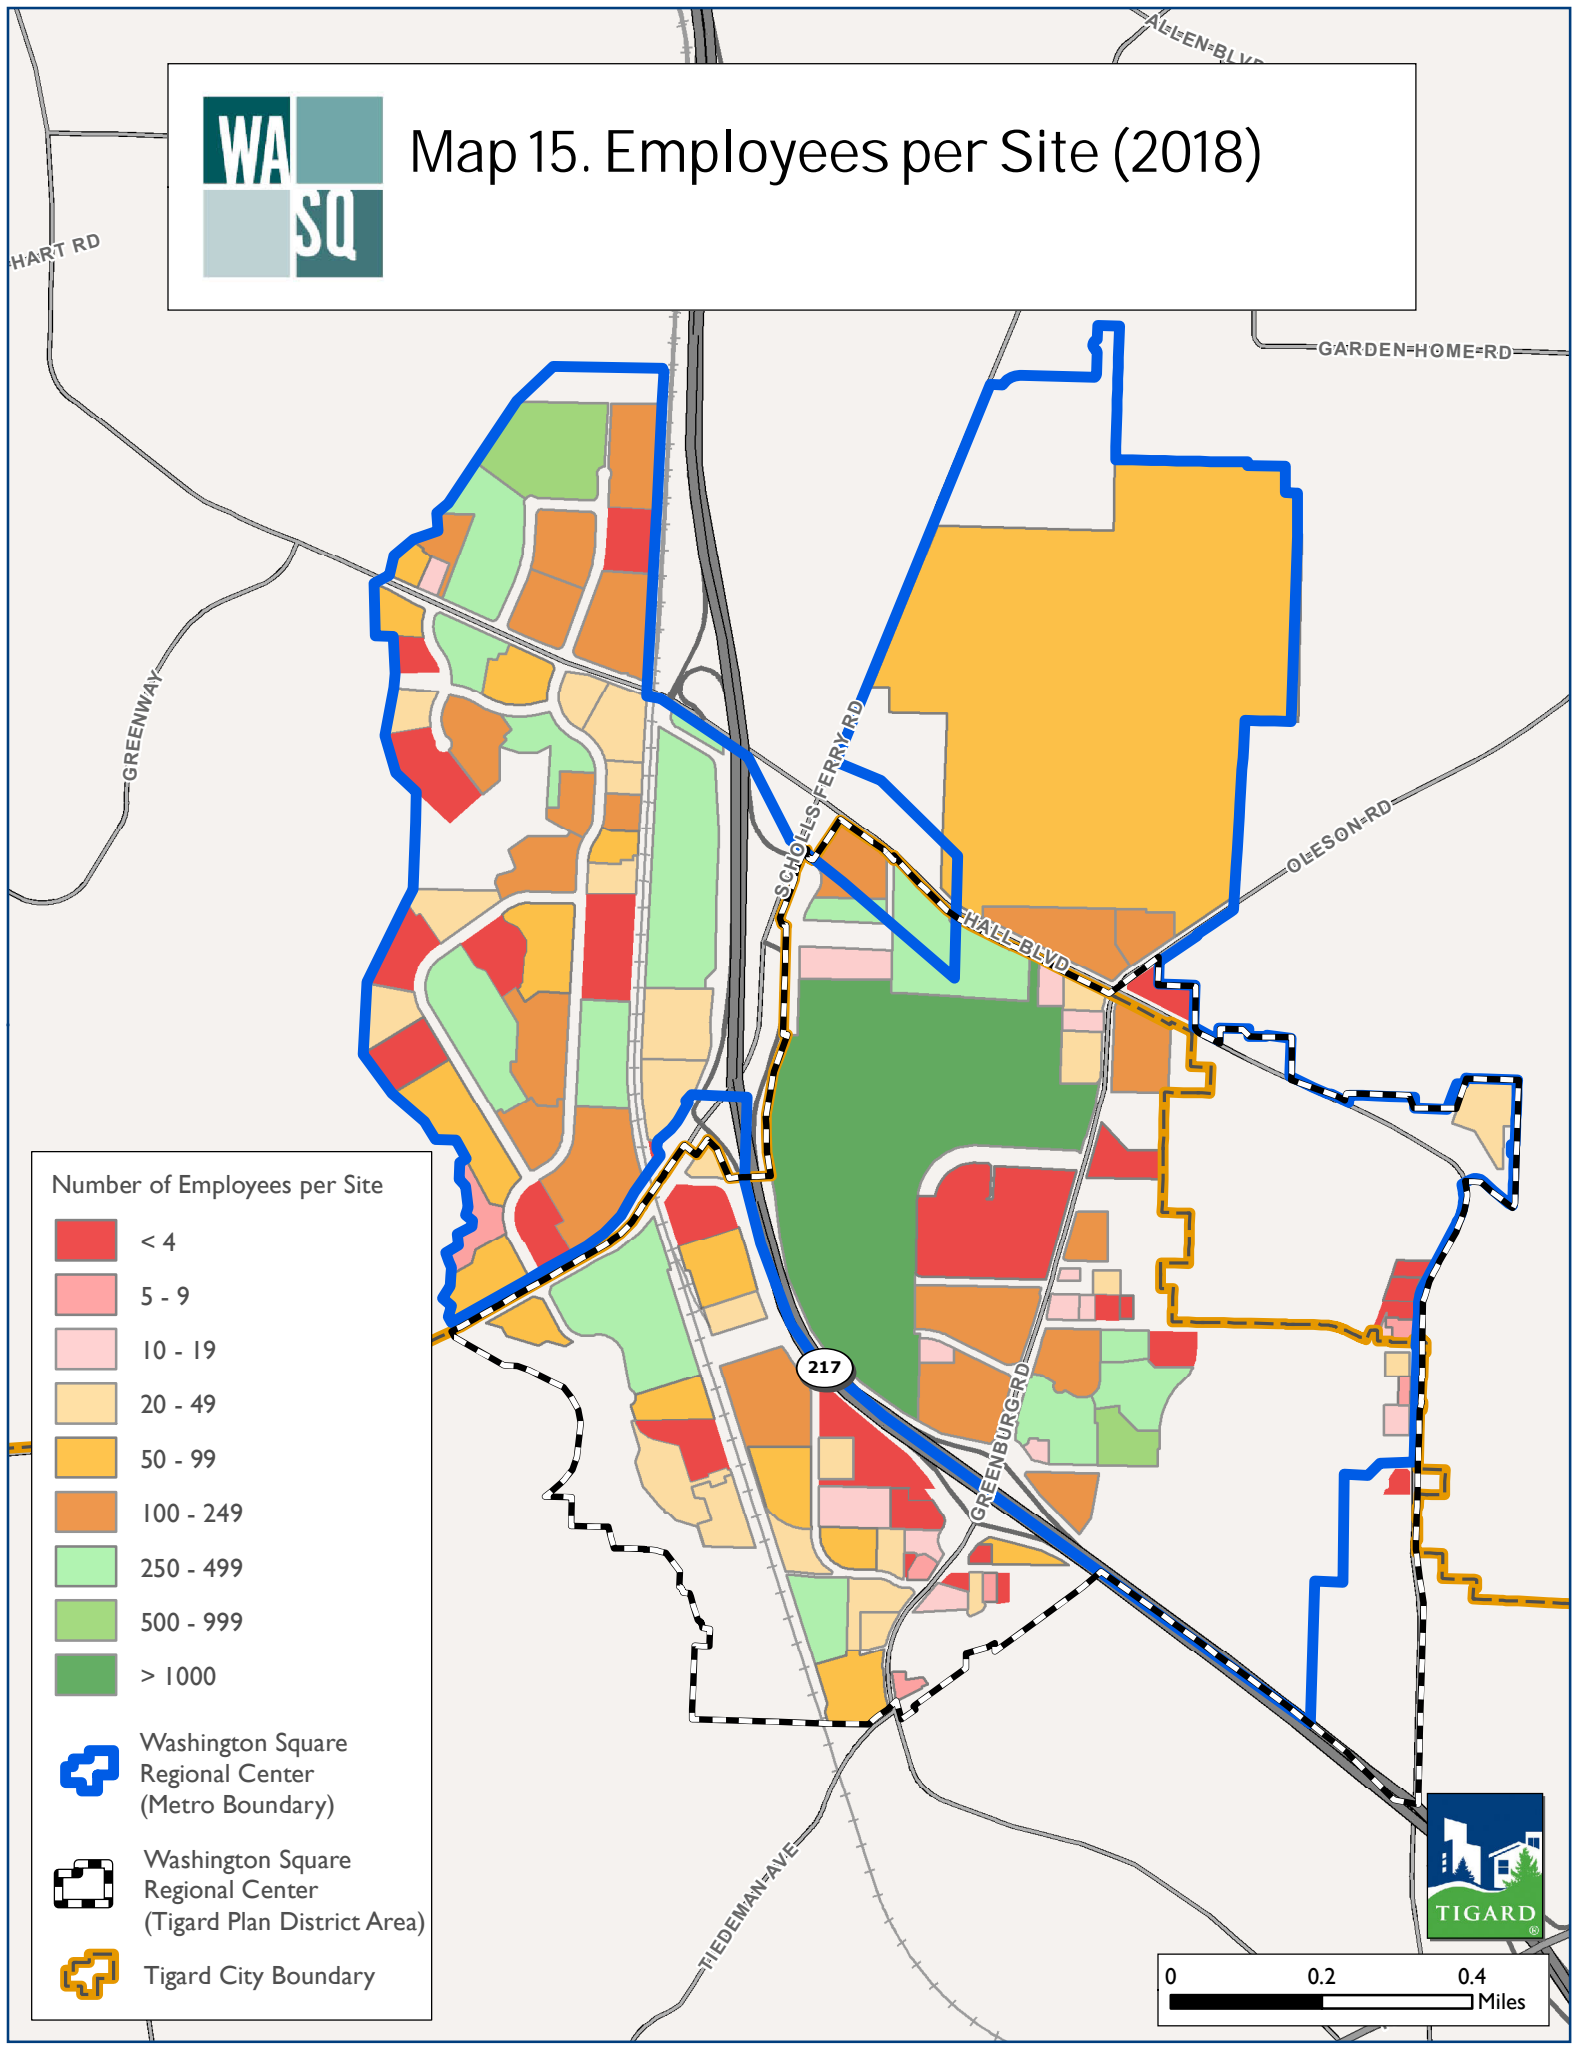 ALLEN BLVD
WA
SQ
Map 15. Employees per Site (2018)
HART RD
GARDEN HOME RD
GREENWAY
SCHOLLS FERRY RD
OLESON RD
HALL BLVD
217
GREENBURG RD
TIEDEMAN AVE
Number of Employees per Site
< 4
5 - 9
10 - 19
20 - 49
50 - 99
100 - 249
250 - 499
500 - 999
> 1000
Washington Square
Regional Center
(Metro Boundary)
Washington Square
Regional Center
(Tigard Plan District Area)
Tigard City Boundary
TIGARD
®
0 0.2 0.4
Miles